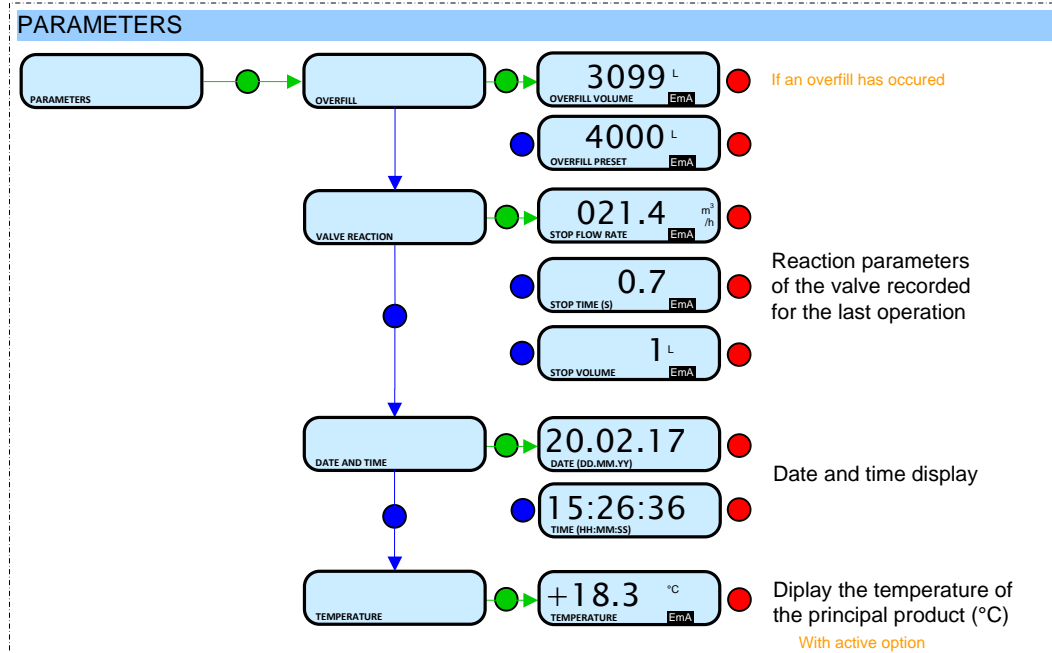 PARAMETERS
PARAMETERS
OVERFILL
3099 L
OVERFILL VOLUME EmA
If an overfill has occured
4000 L
OVERFILL PRESET EmA
VALVE REACTION
021.4 m³/h
STOP FLOW RATE EmA
0.7
STOP TIME (S) EmA
1 L
STOP VOLUME EmA
Reaction parameters
of the valve recorded
for the last operation
DATE AND TIME
20.02.17
DATE (DD.MM.YY)
15:26:36
TIME (HH:MM:SS)
Date and time display
TEMPERATURE
+18.3 °C
TEMPERATURE EmA
Diplay the temperature of
the principal product (°C)
With active option